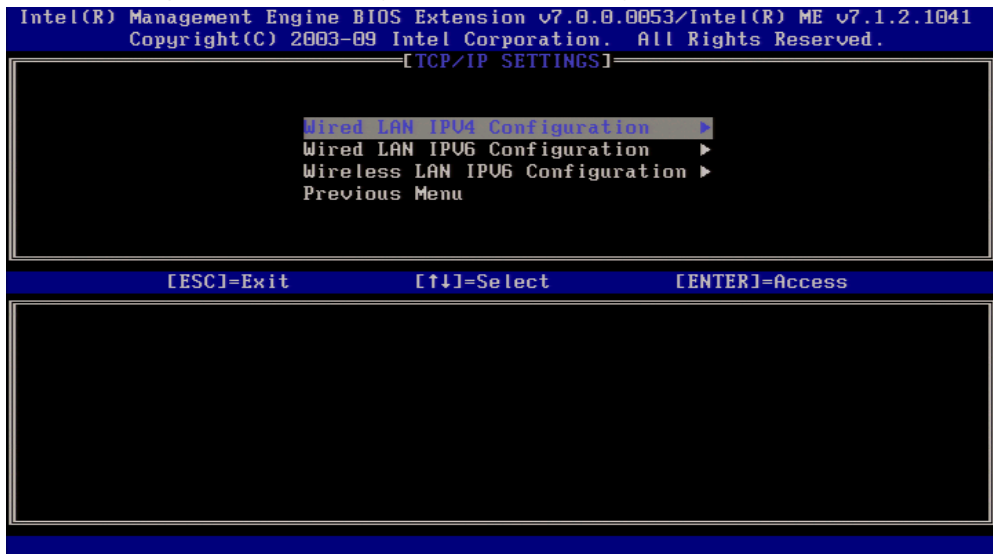 Intel(R) Management Engine BIOS Extension v7.0.0.0053/Intel(R) ME v7.1.2.1041
Copyright(C) 2003-09 Intel Corporation. All Rights Reserved.
[TCP/IP SETTINGS]
Wired LAN IPV4 Configuration ►
Wired LAN IPV6 Configuration ►
Wireless LAN IPV6 Configuration ►
Previous Menu
[ESC]=Exit [↑↓]=Select [ENTER]=Access